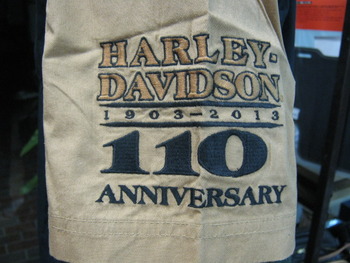 HARLEY-
DAVIDSON
1903-2013
110
ANNIVERSARY